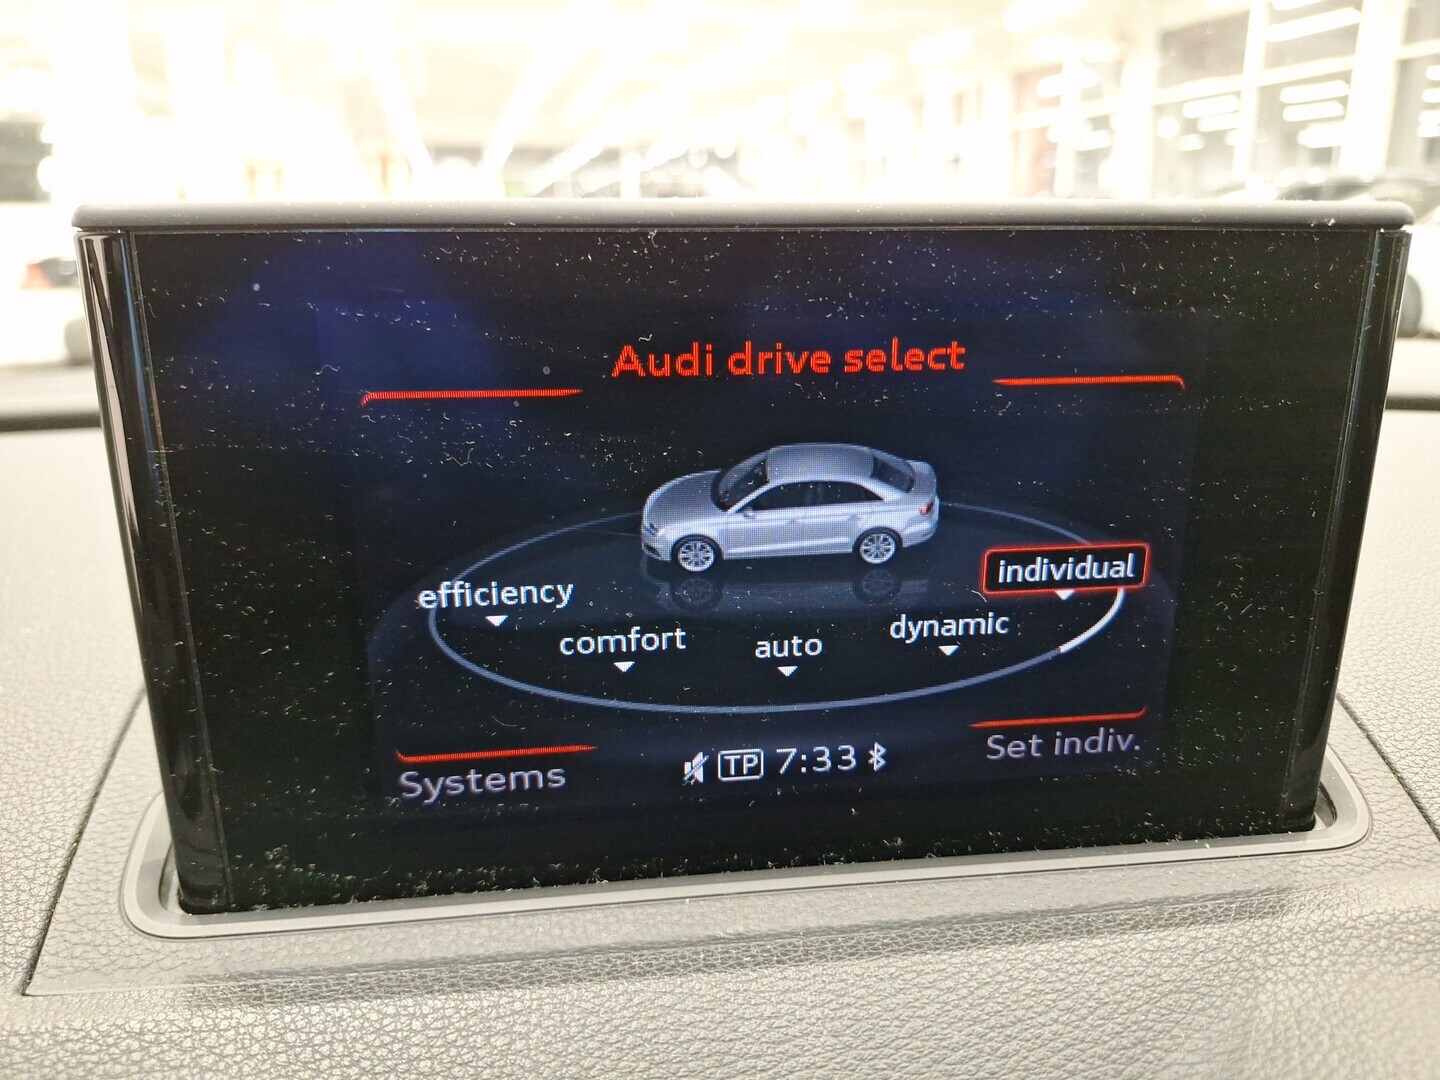 Audi drive select
individual
efficiency
dynamic
comfort
auto
Set indiv.
Systems
TP 7:33